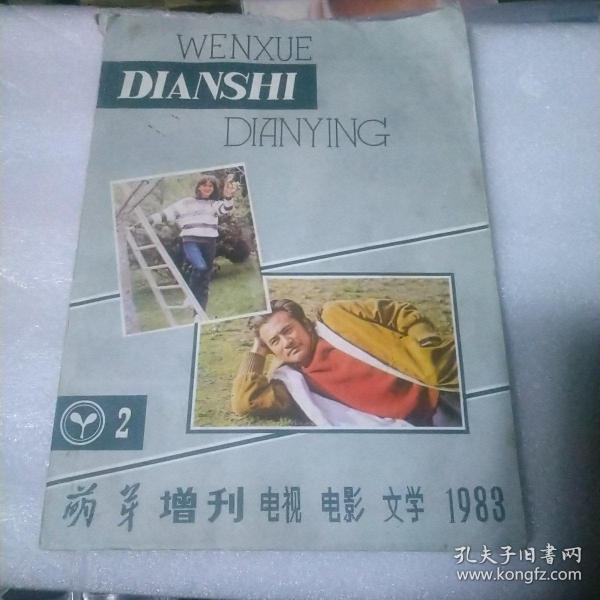 WENXUE
DIANSHI
DIANYING
2
萌芽 增刊 电视 电影 文学 1983
孔夫子旧書网
www.kongfz.com